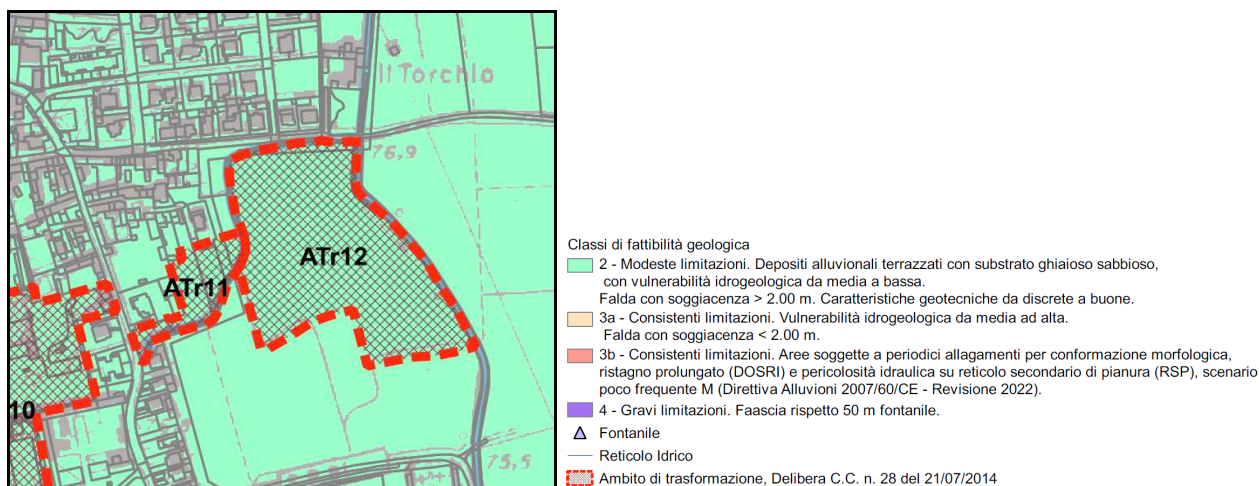 Il Torchio
76,9
ATr12
ATr11
10
75,5
Classi di fattibilità geologica
2 - Modeste limitazioni. Depositi alluvionali terrazzati con substrato ghiaioso sabbioso,
con vulnerabilità idrogeologica da media a bassa.
Falda con soggiacenza > 2.00 m. Caratteristiche geotecniche da discrete a buone.
3a - Consistenti limitazioni. Vulnerabilità idrogeologica da media ad alta.
Falda con soggiacenza < 2.00 m.
3b - Consistenti limitazioni. Aree soggette a periodici allagamenti per conformazione morfologica,
ristagno prolungato (DOSRI) e pericolosità idraulica su reticolo secondario di pianura (RSP), scenario
poco frequente M (Direttiva Alluvioni 2007/60/CE - Revisione 2022).
4 - Gravi limitazioni. Faascia rispetto 50 m fontanile.
Fontanile
Reticolo Idrico
Ambito di trasformazione, Delibera C.C. n. 28 del 21/07/2014